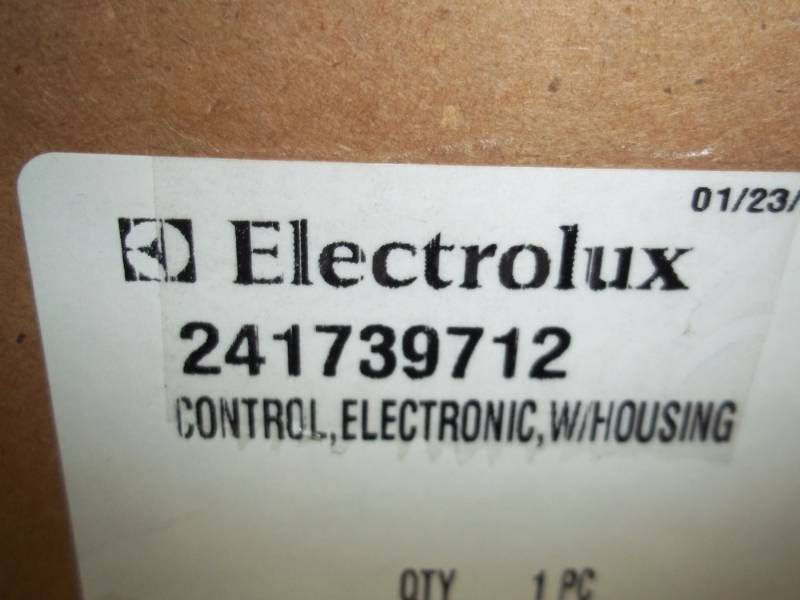 01/23/
Electrolux
241739712
CONTROL,ELECTRONIC,W/HOUSING
QTY 1 PC